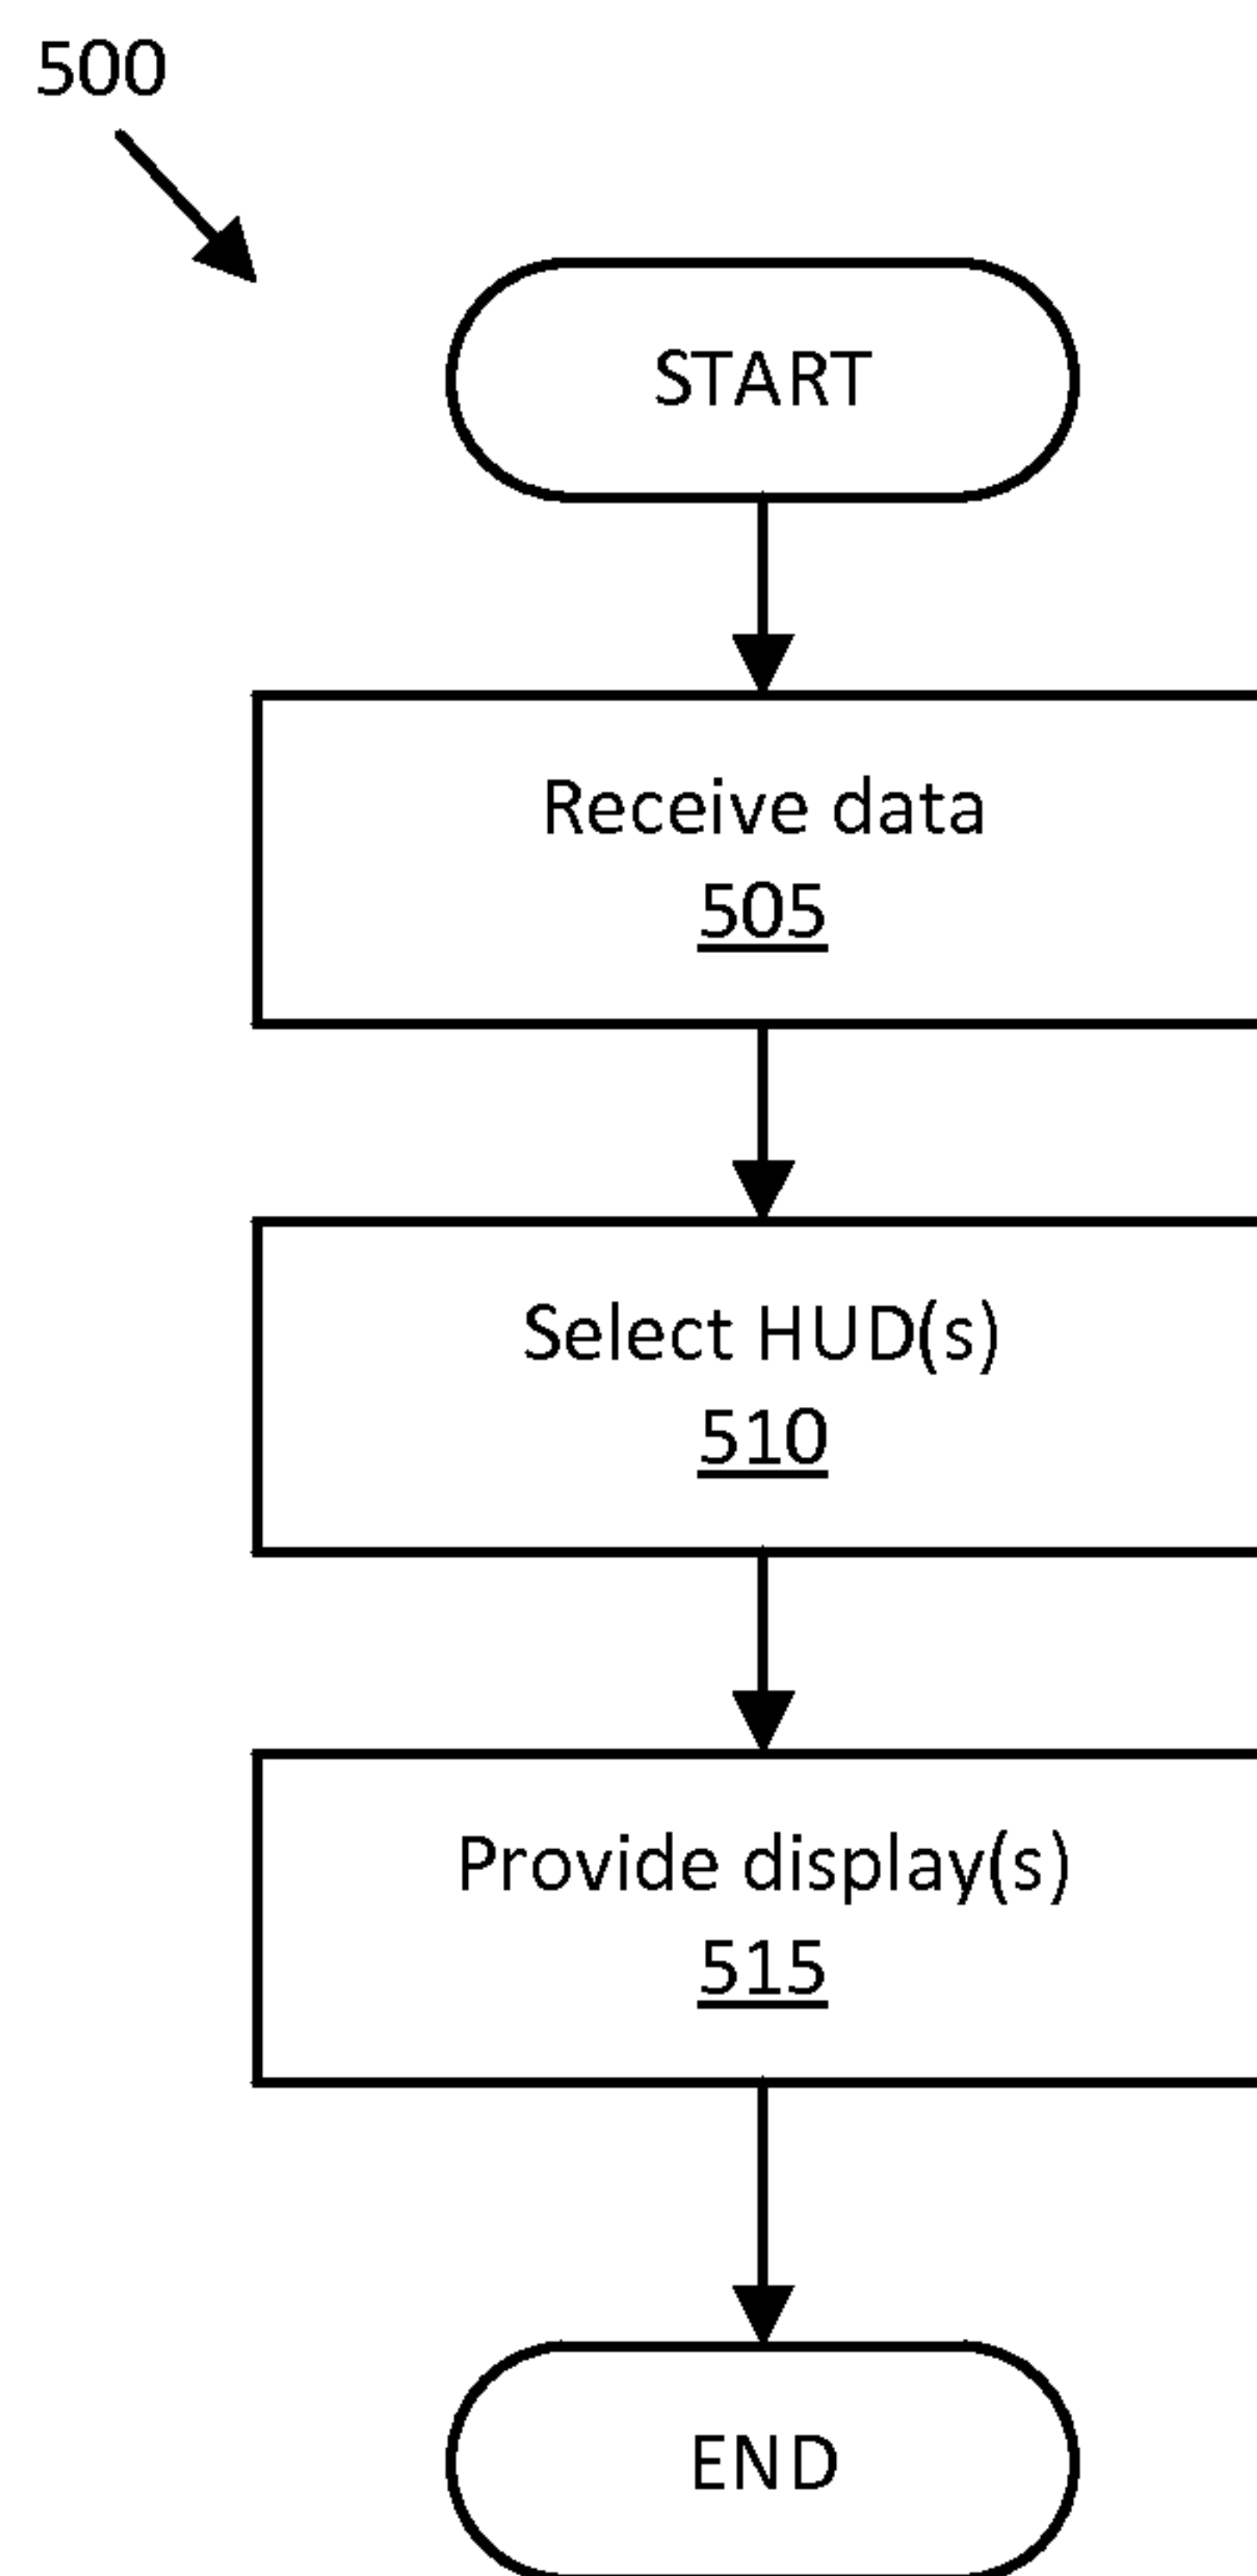 500
START
Receive data
505
Select HUD(s)
510
Provide display(s)
515
END